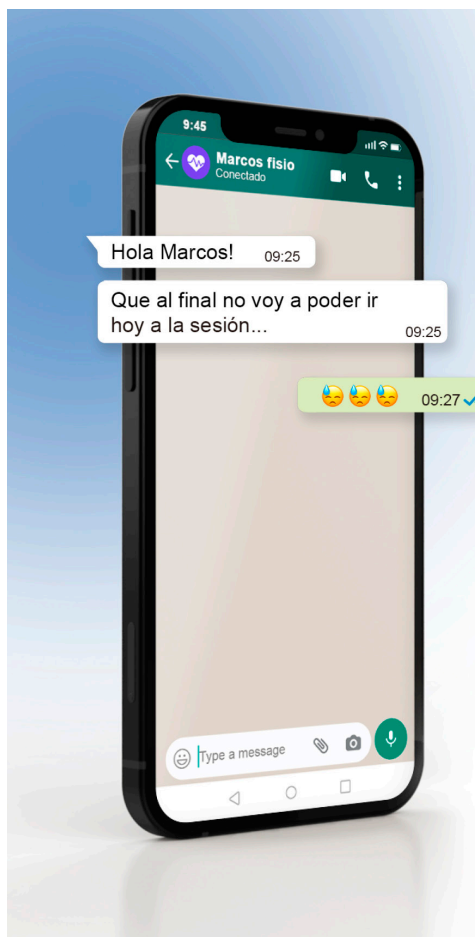 9:45
Marcos fisio
Conectado
Hola Marcos! 09:25
Que al final no voy a poder ir
hoy a la sesión... 09:25
09:27
Type a message